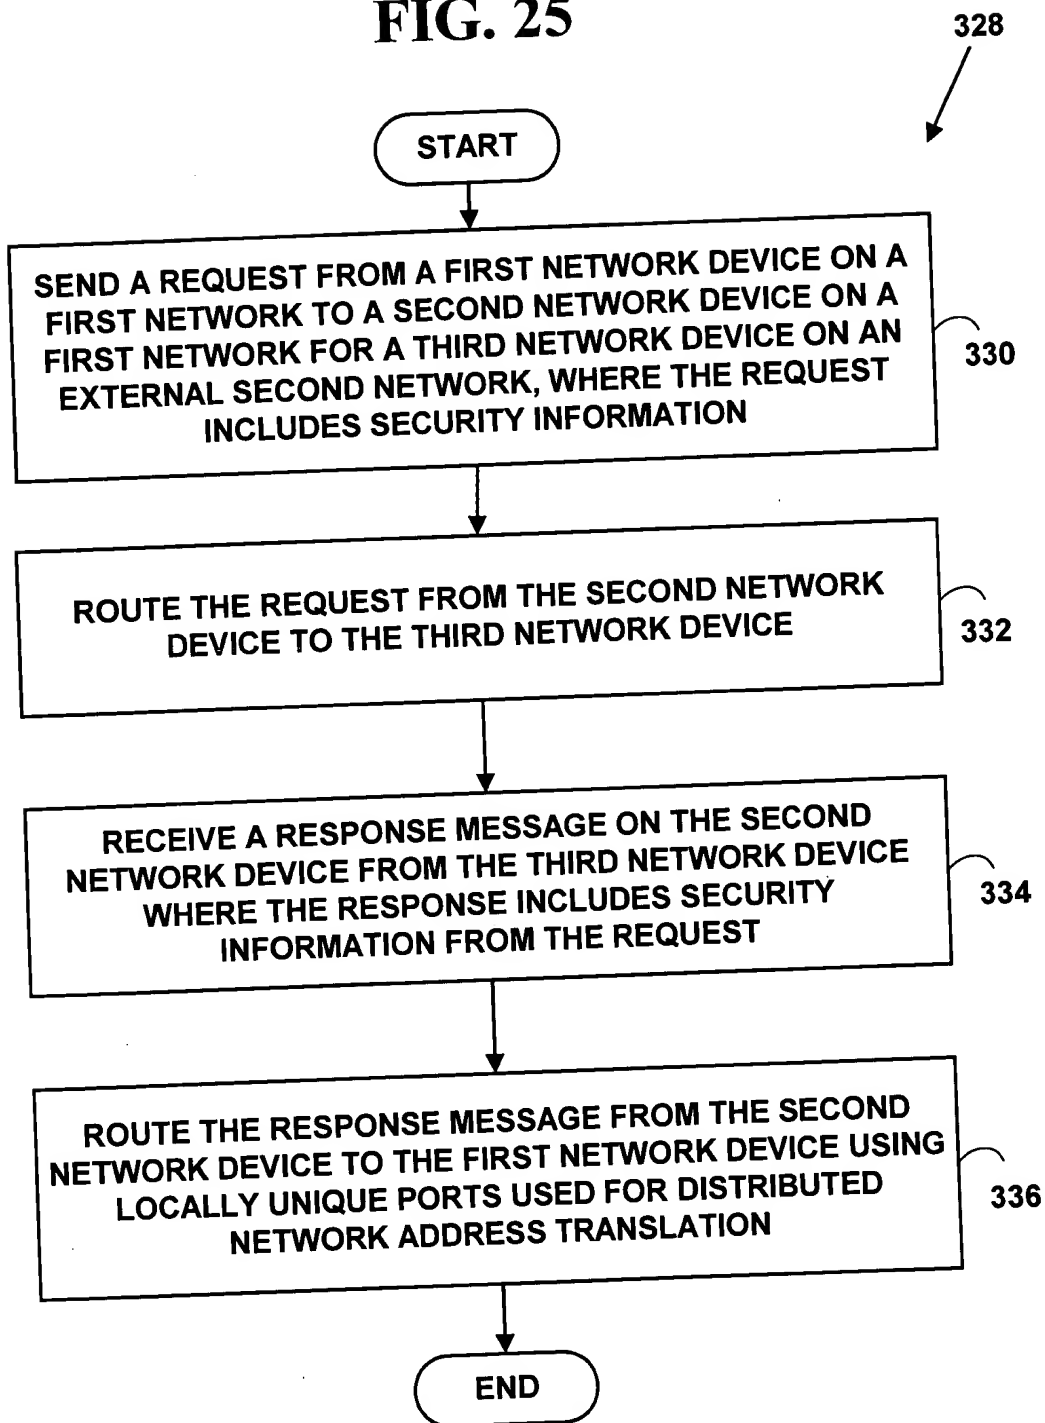 FIG. 25
328
START
SEND A REQUEST FROM A FIRST NETWORK DEVICE ON A
FIRST NETWORK TO A SECOND NETWORK DEVICE ON A
FIRST NETWORK FOR A THIRD NETWORK DEVICE ON AN
EXTERNAL SECOND NETWORK, WHERE THE REQUEST
INCLUDES SECURITY INFORMATION
330
ROUTE THE REQUEST FROM THE SECOND NETWORK
DEVICE TO THE THIRD NETWORK DEVICE
332
RECEIVE A RESPONSE MESSAGE ON THE SECOND
NETWORK DEVICE FROM THE THIRD NETWORK DEVICE
WHERE THE RESPONSE INCLUDES SECURITY
INFORMATION FROM THE REQUEST
334
ROUTE THE RESPONSE MESSAGE FROM THE SECOND
NETWORK DEVICE TO THE FIRST NETWORK DEVICE USING
LOCALLY UNIQUE PORTS USED FOR DISTRIBUTED
NETWORK ADDRESS TRANSLATION
336
END